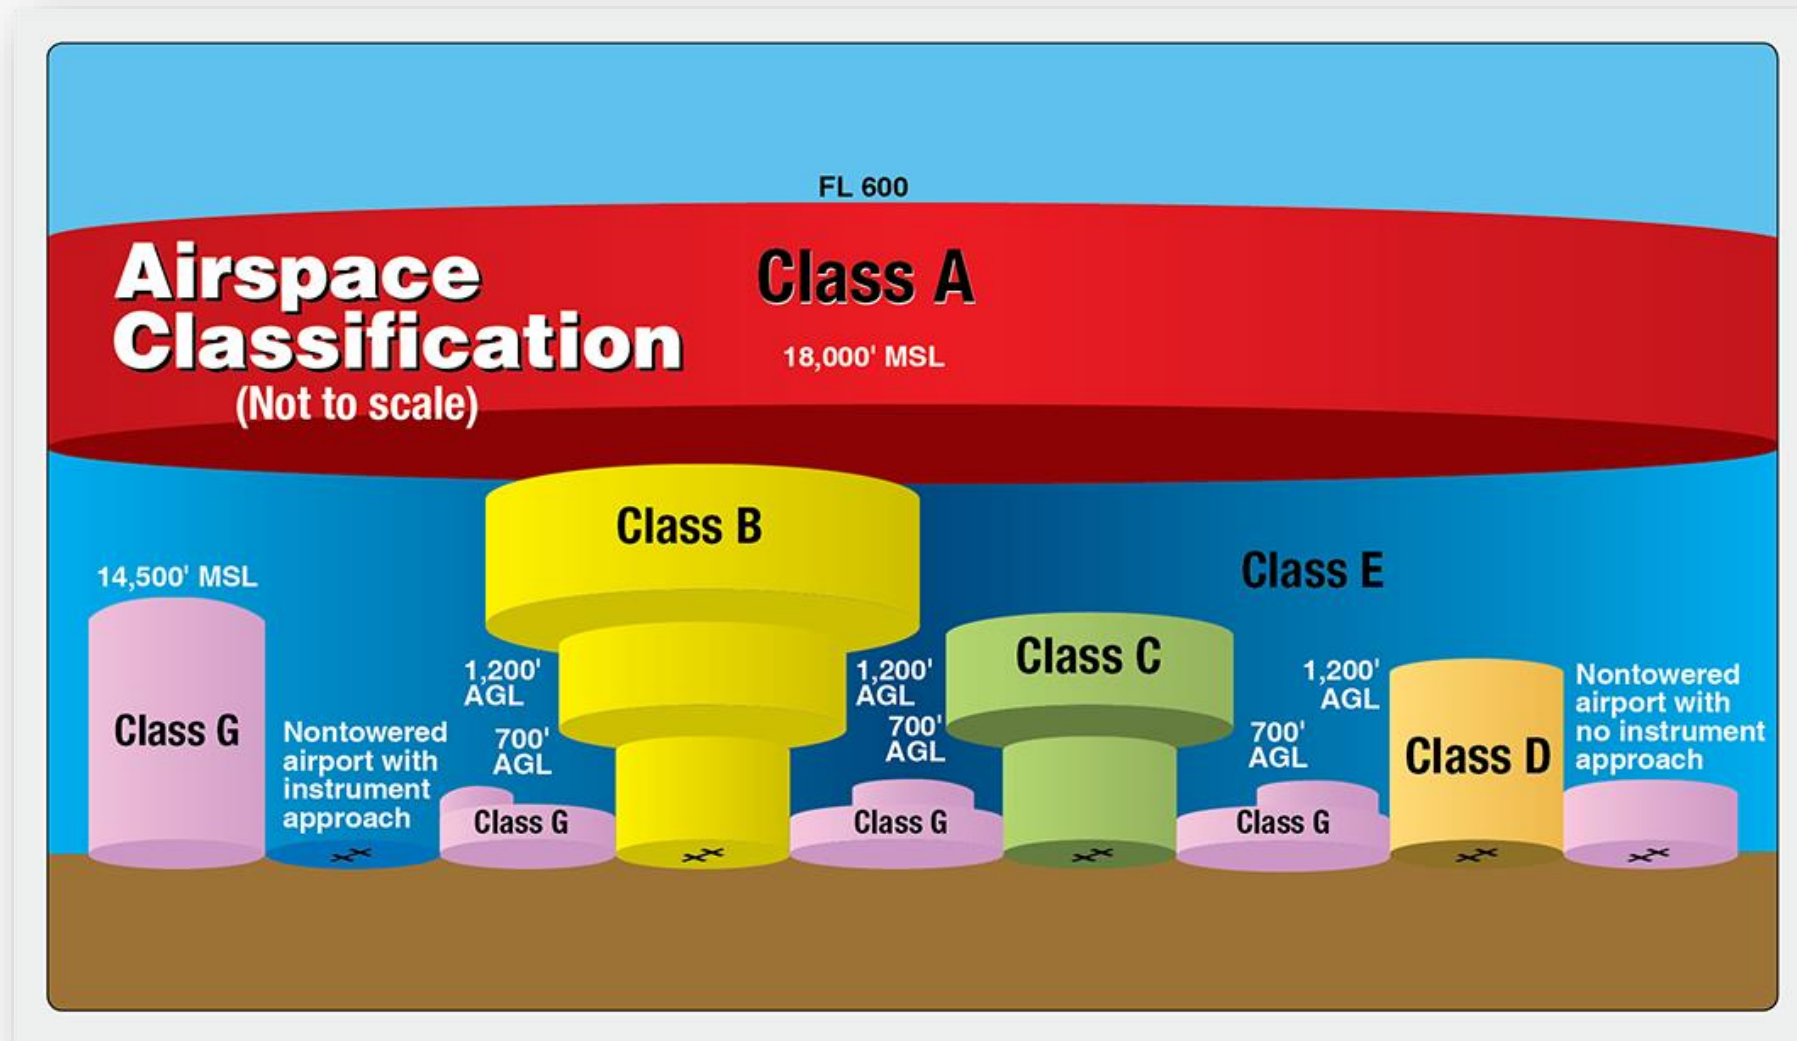 FL 600
Airspace
Classification
(Not to scale)
Class A
18,000' MSL
Class B
Class E
14,500' MSL
Class G
Nontowered
airport with
instrument
approach
1,200'
AGL
700'
AGL
Class G
1,200'
AGL
700'
AGL
Class G
Class C
1,200'
AGL
700'
AGL
Class G
Class D
Nontowered
airport with
no instrument
approach